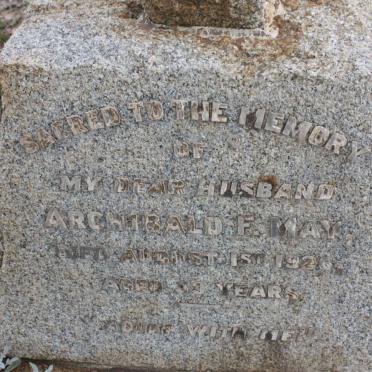 SACRED TO THE MEMORY
OF
MY DEAR HUSBAND
ARCHIBALD F. MAY,
DIED AUGUST 1ST
AGED YEARS
"ABIDE WITH ME"